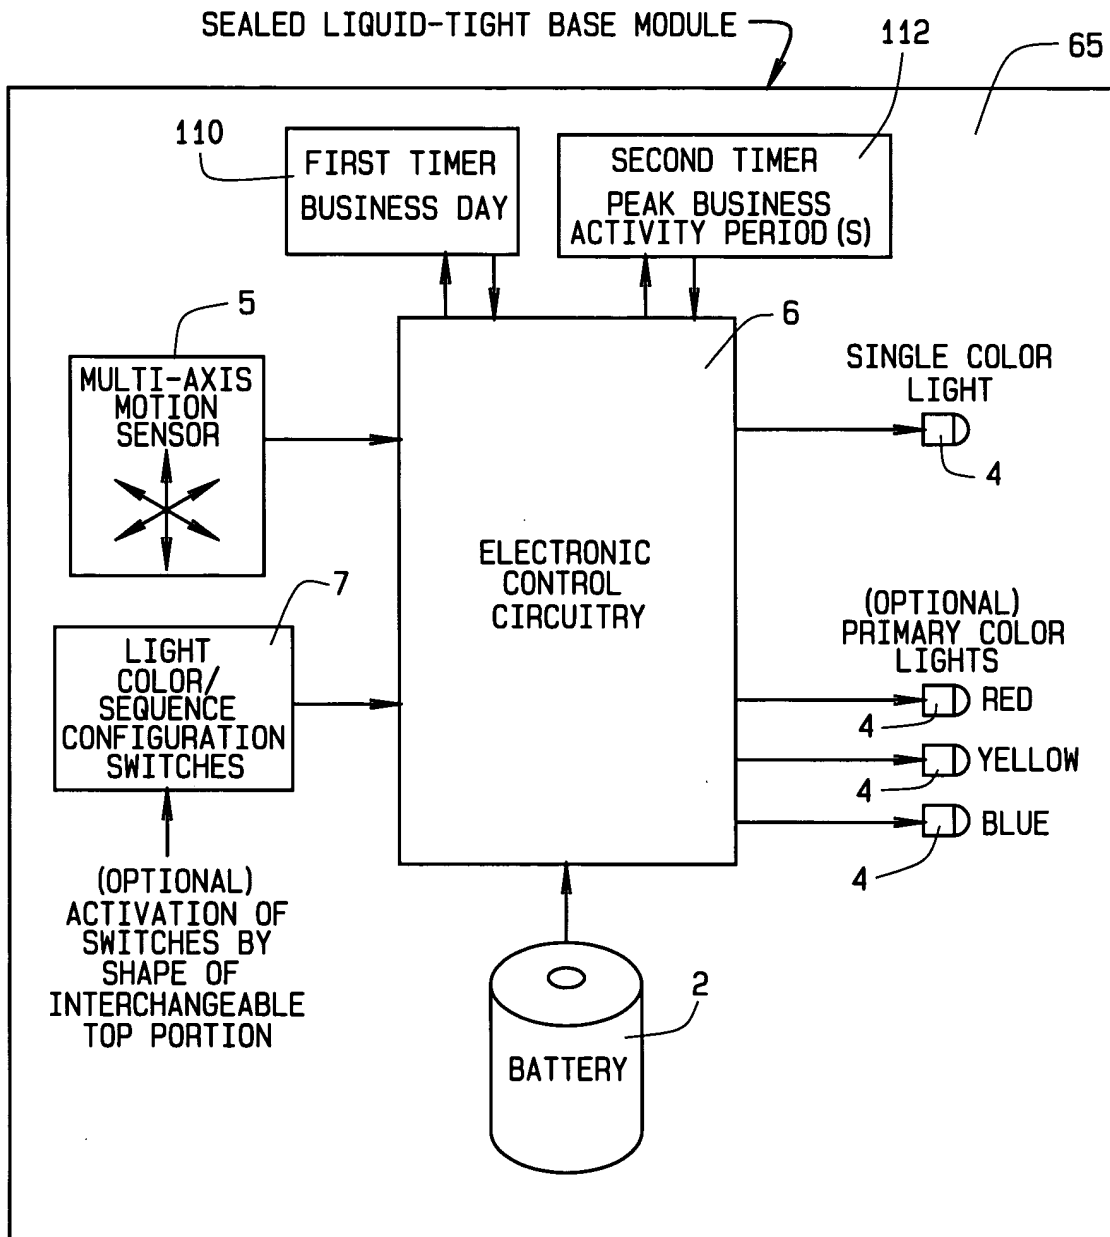 SEALED LIQUID-TIGHT BASE MODULE
112
65
110
FIRST TIMER
BUSINESS DAY
SECOND TIMER
PEAK BUSINESS
ACTIVITY PERIOD(S)
5
MULTI-AXIS
MOTION
SENSOR
6
SINGLE COLOR
LIGHT
4
ELECTRONIC
CONTROL
CIRCUITRY
7
LIGHT
COLOR/
SEQUENCE
CONFIGURATION
SWITCHES
(OPTIONAL)
PRIMARY COLOR
LIGHTS
RED
4
YELLOW
4
BLUE
4
(OPTIONAL)
ACTIVATION OF
SWITCHES BY
SHAPE OF
INTERCHANGEABLE
TOP PORTION
2
BATTERY